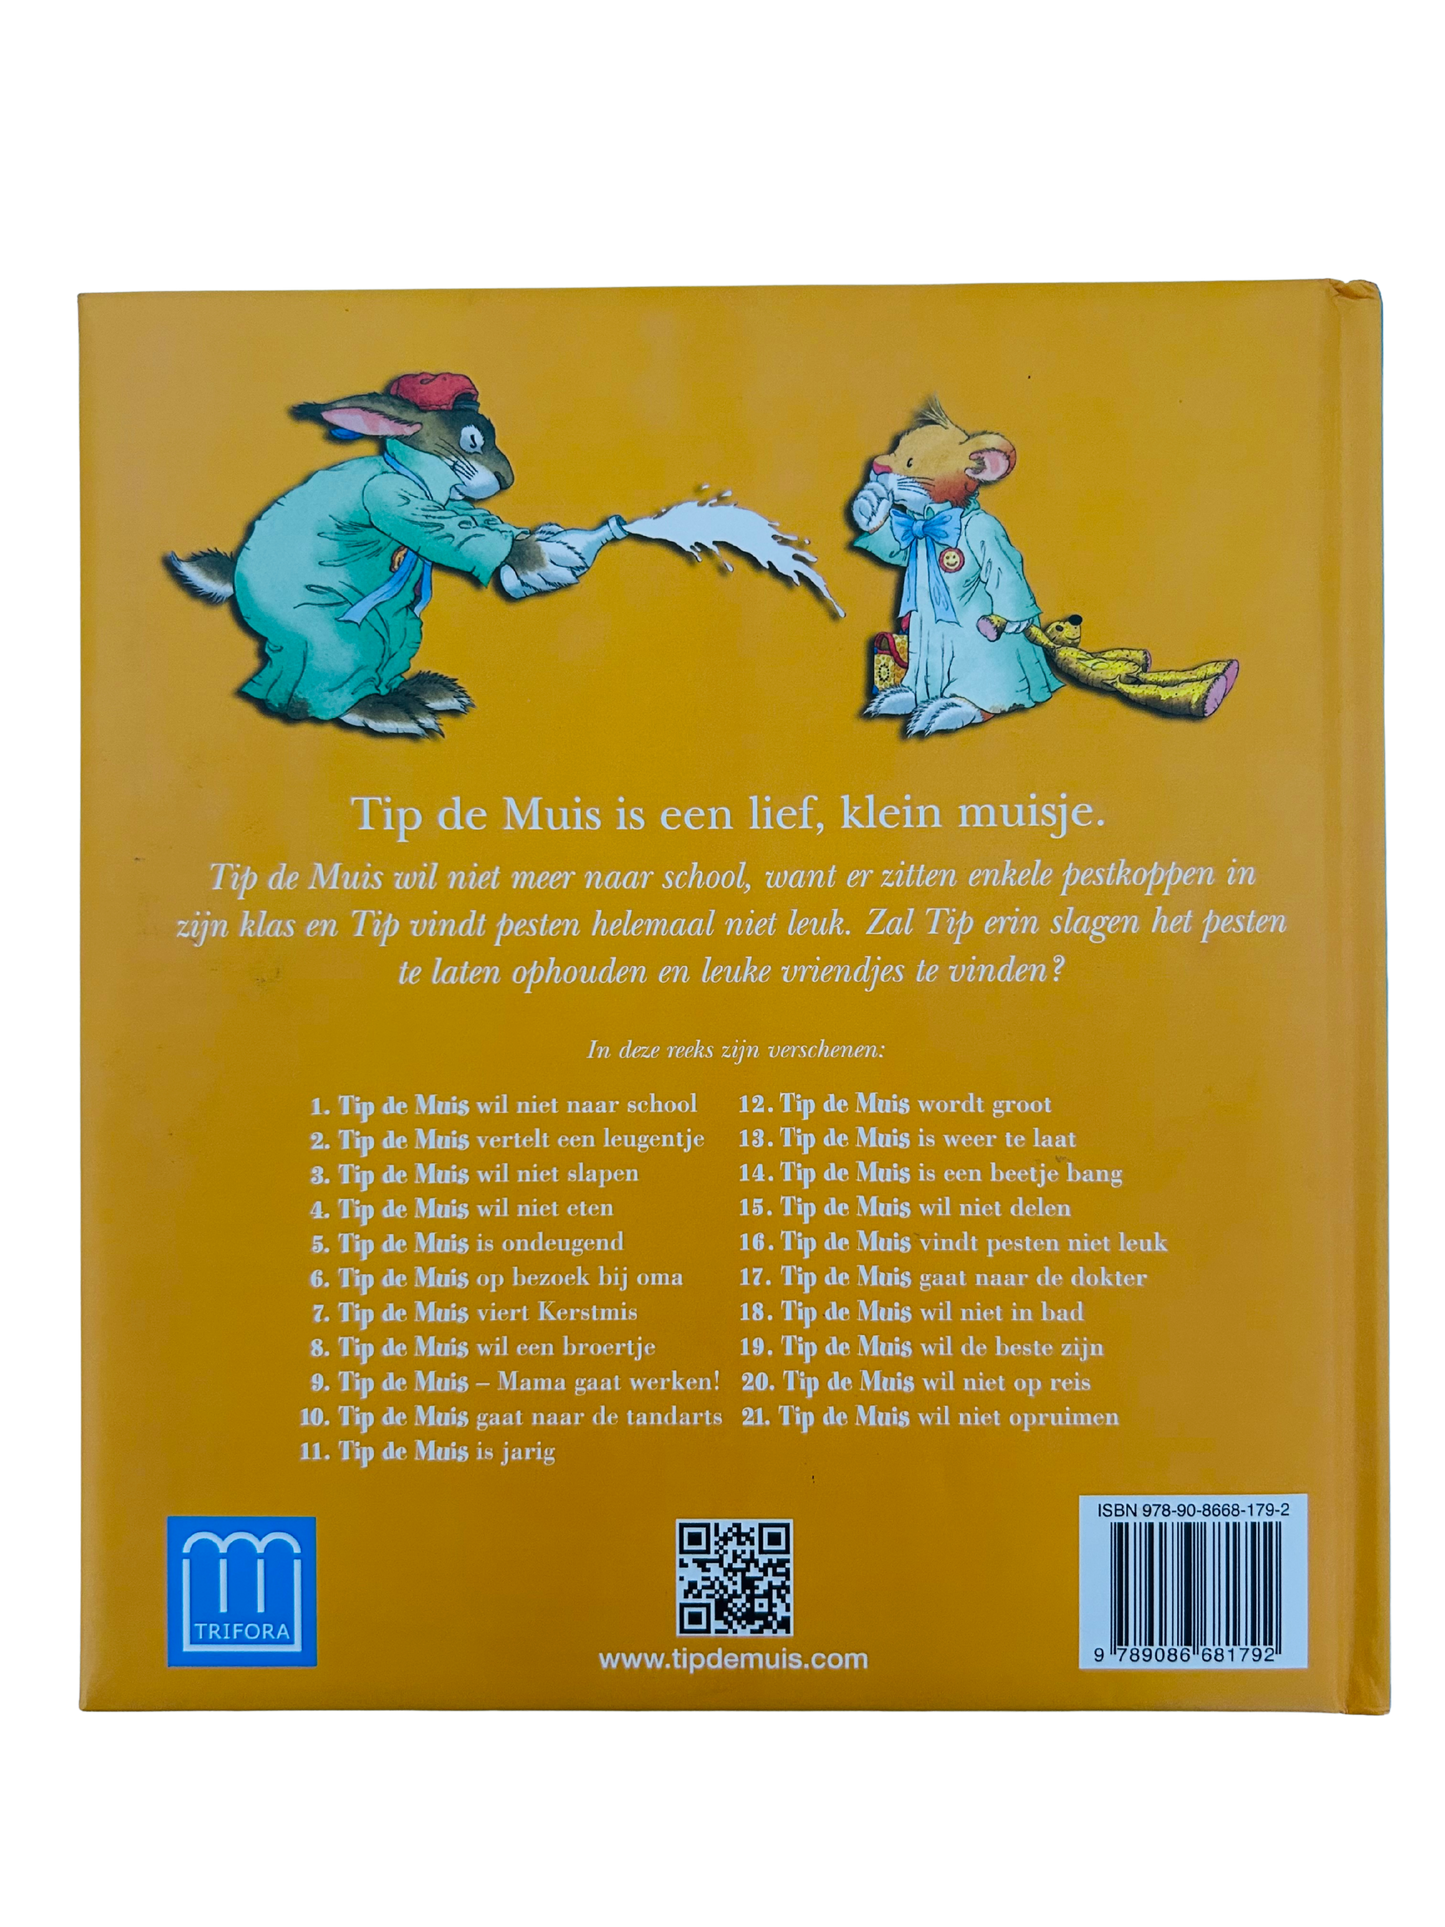 Tip de Muis is een lief, klein muisje.
Tip de Muis wil niet meer naar school, want er zitten enkele pestkoppen in
zijn klas en Tip vindt pesten helemaal niet leuk. Zal Tip erin slagen het pesten
te laten ophouden en leuke vriendjes te vinden?
In deze reeks zijn verschenen:
1. Tip de Muis wil niet naar school
2. Tip de Muis vertelt een leugentje
3. Tip de Muis wil niet slapen
4. Tip de Muis wil niet eten
5. Tip de Muis is ondeugend
6. Tip de Muis op bezoek bij oma
7. Tip de Muis viert Kerstmis
8. Tip de Muis wil een broertje
9. Tip de Muis – Mama gaat werken!
10. Tip de Muis gaat naar de tandarts
11. Tip de Muis is jarig
12. Tip de Muis wordt groot
13. Tip de Muis is weer te laat
14. Tip de Muis is een beetje bang
15. Tip de Muis wil niet delen
16. Tip de Muis vindt pesten niet leuk
17. Tip de Muis gaat naar de dokter
18. Tip de Muis wil niet in bad
19. Tip de Muis wil de beste zijn
20. Tip de Muis wil niet op reis
21. Tip de Muis wil niet opruimen
TRIFORA
www.tipdemuis.com
ISBN 978-90-8668-179-2
9 789086 681792